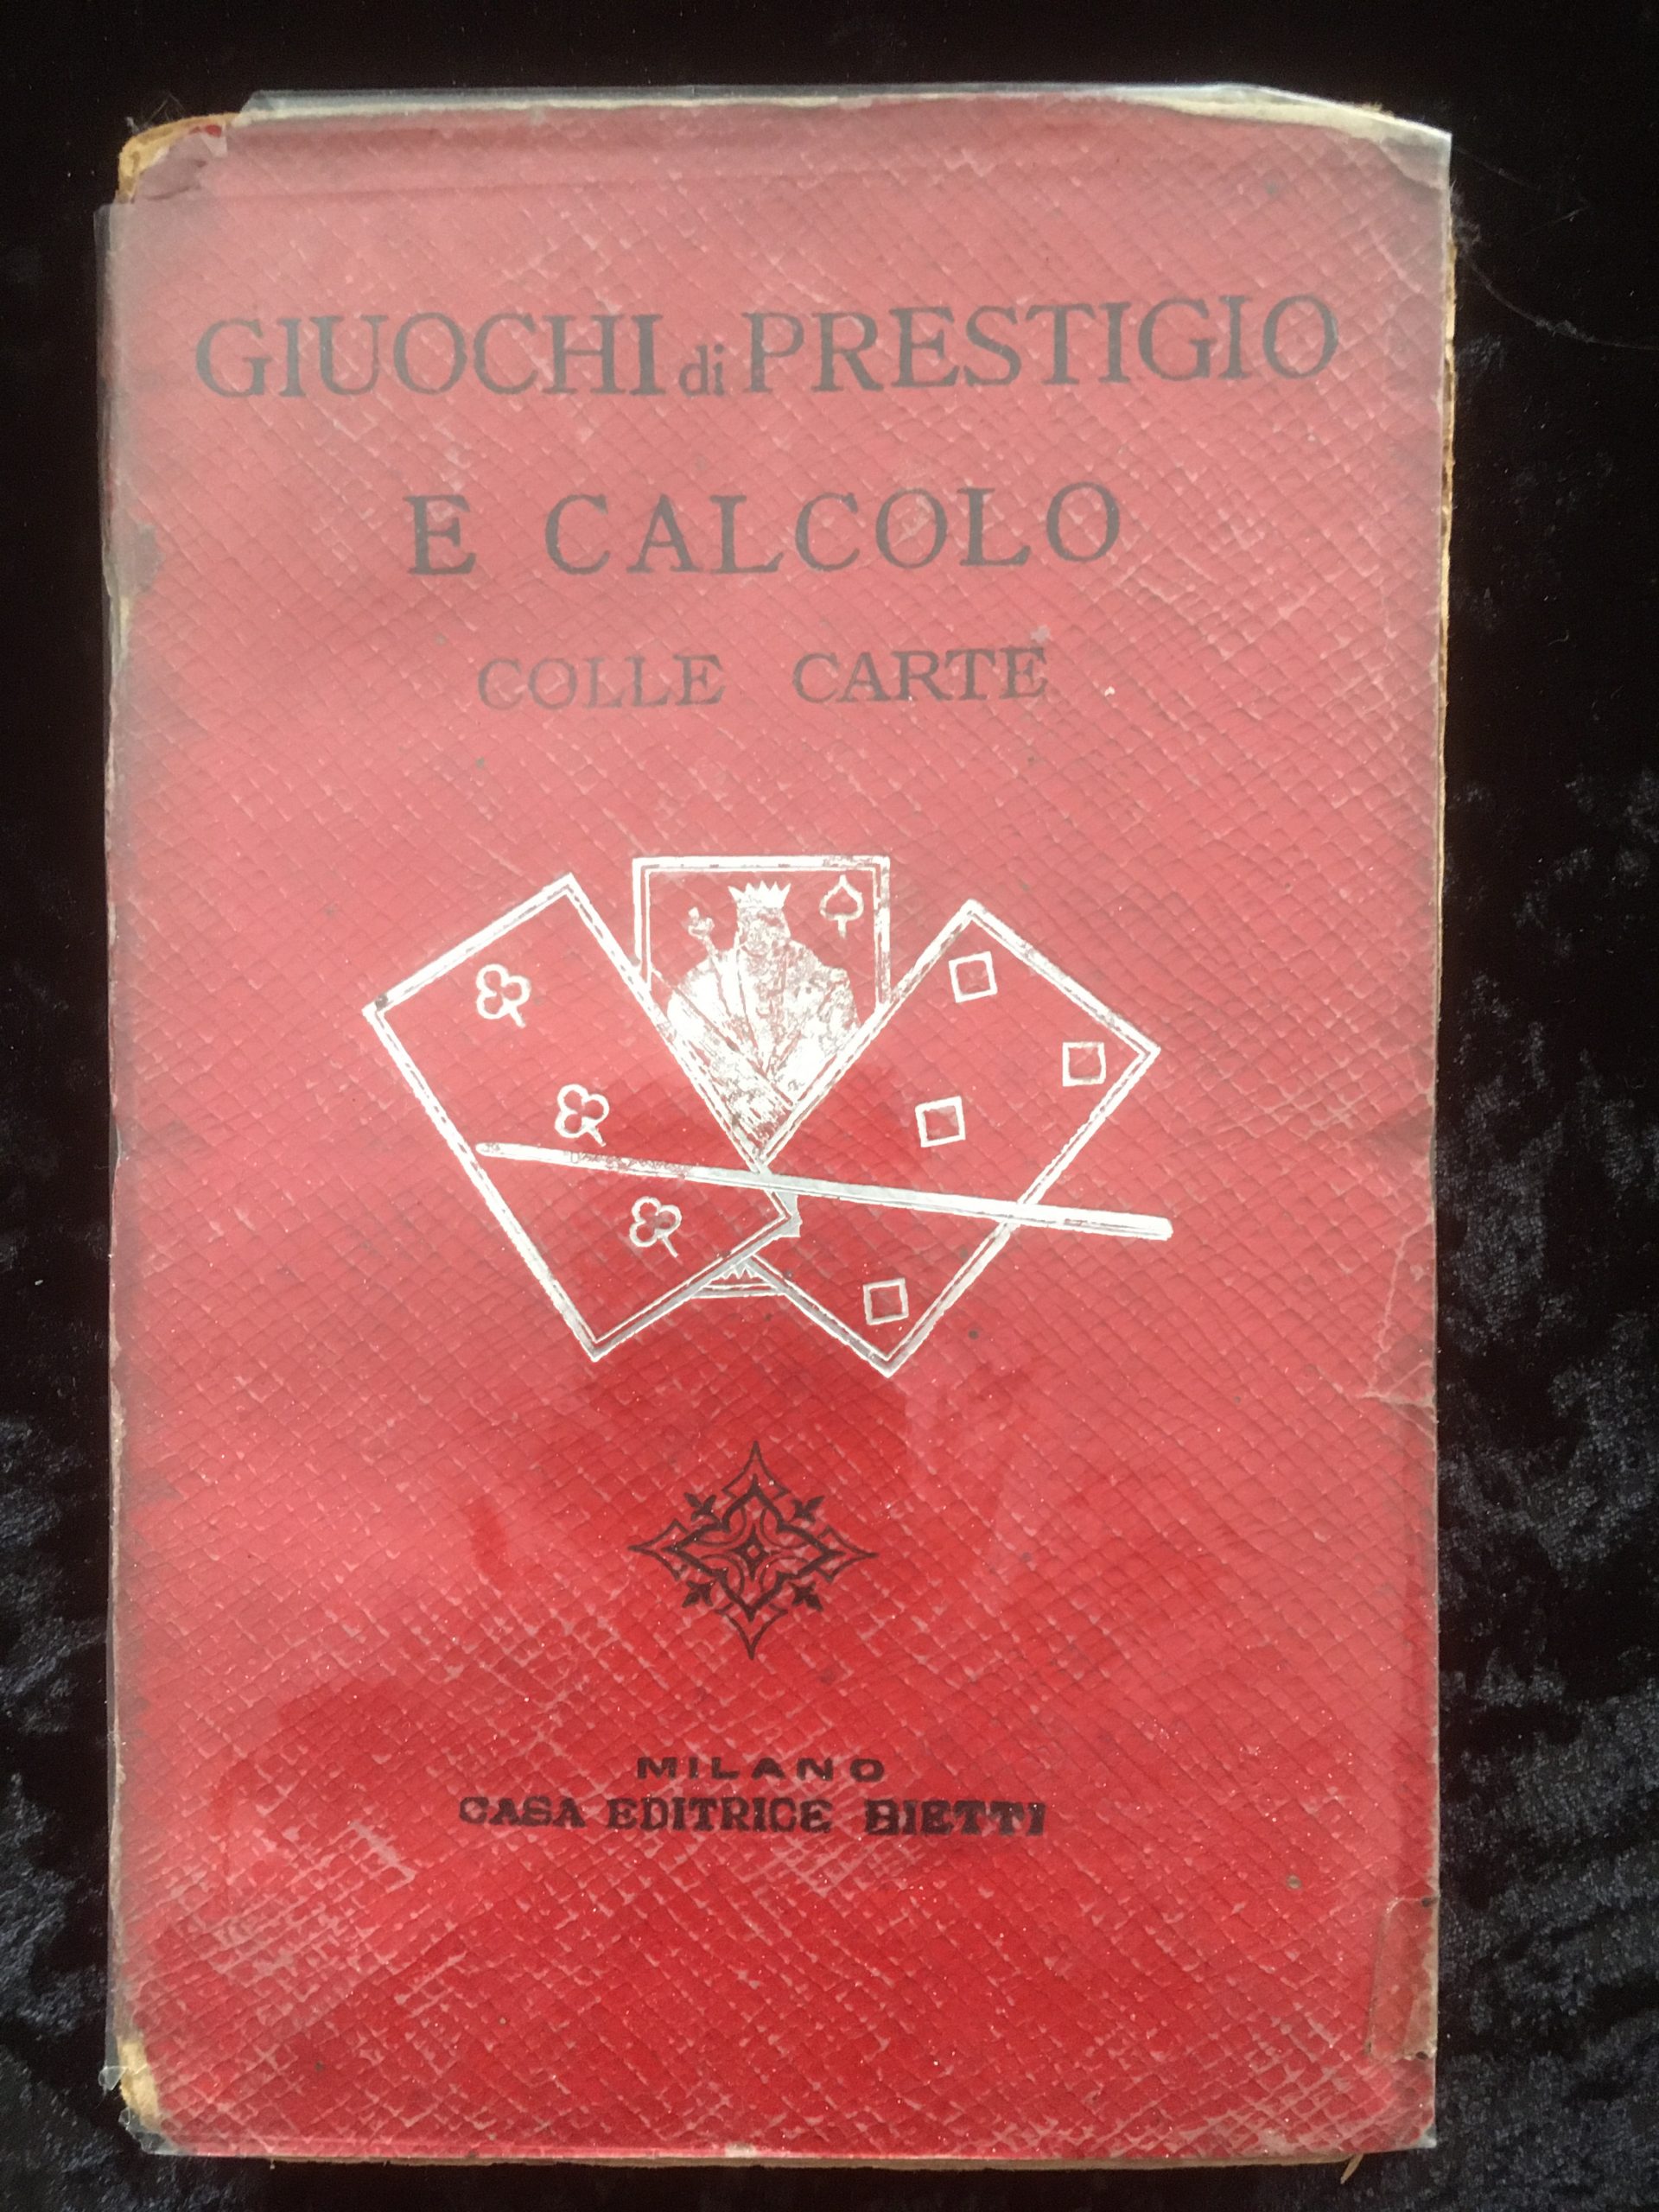 GIUOCHI di PRESTIGIO
E CALCOLO
COLLE CARTE
MILANO
CASA EDITRICE BIETTI